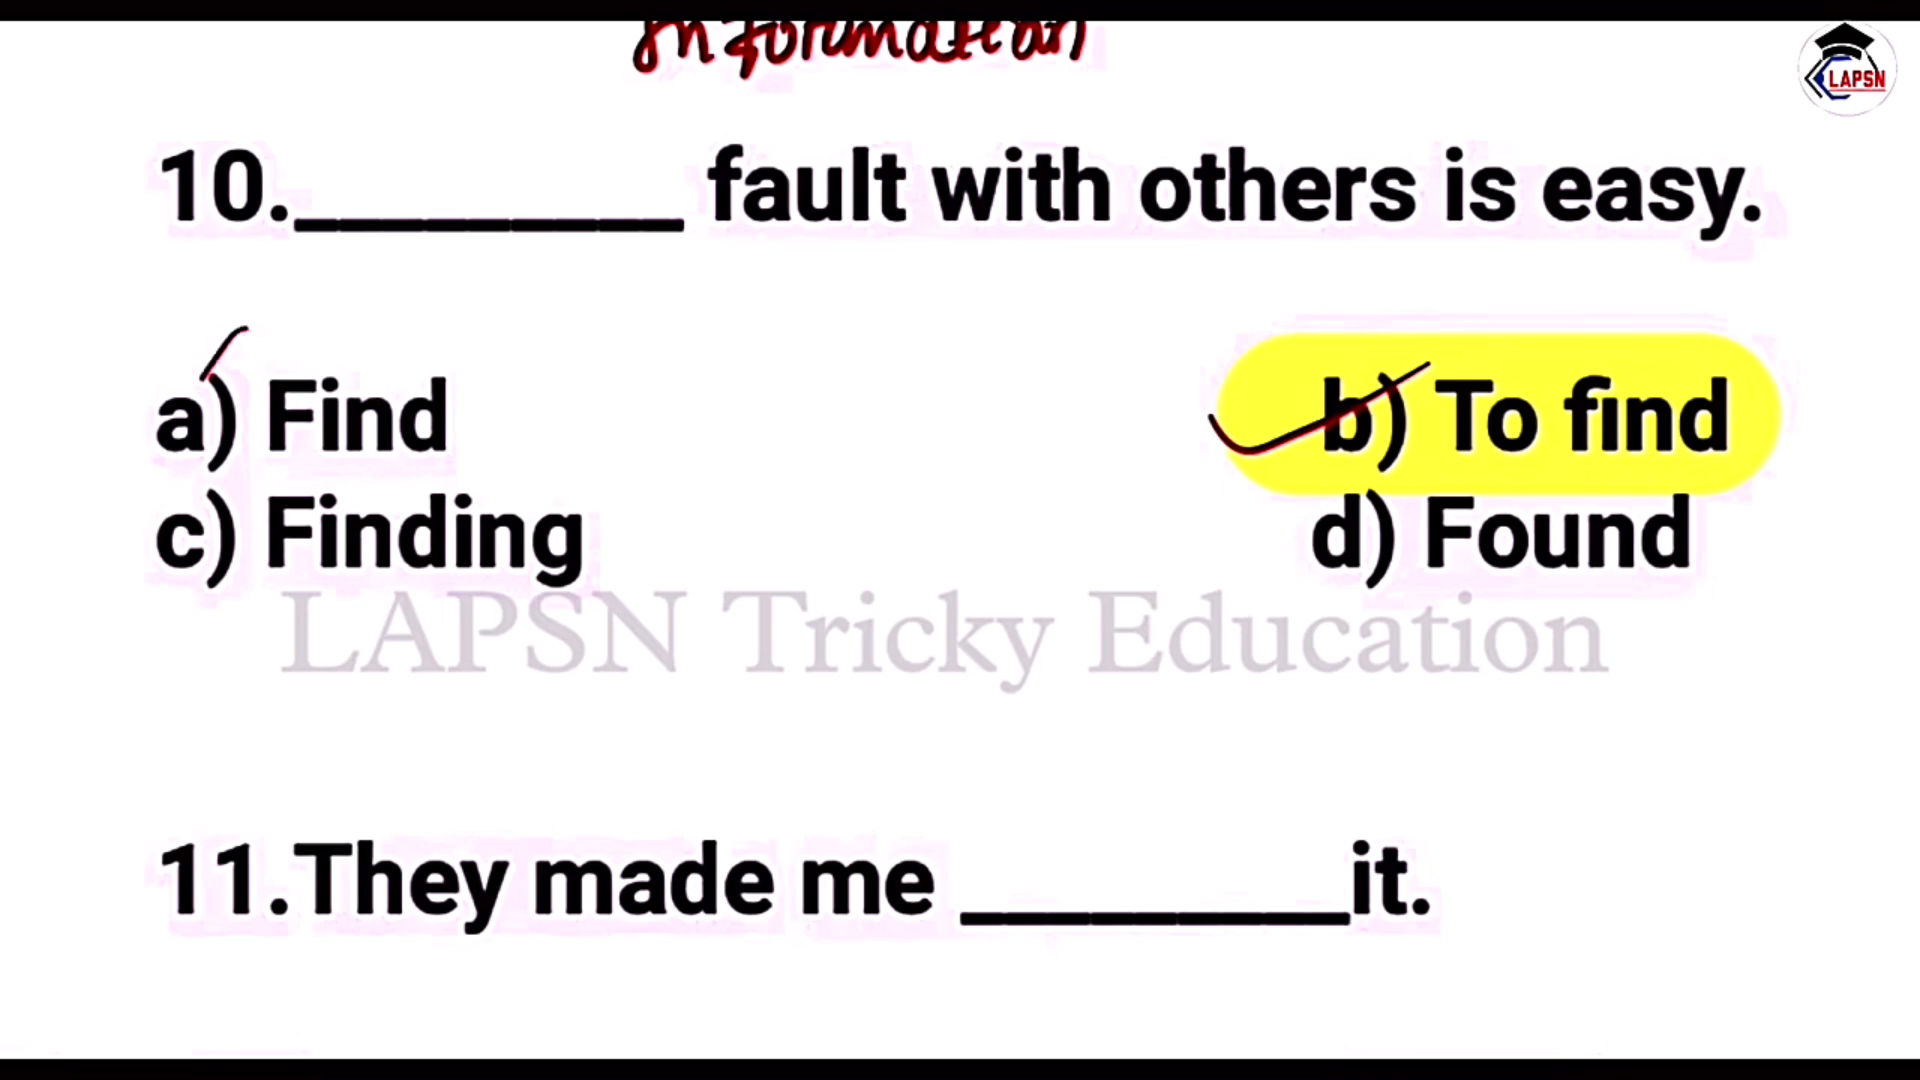 Information
LAPSN
10.________ fault with others is easy.
a) Find
b) To find
c) Finding
d) Found
LAPSN Tricky Education
11.They made me ________it.